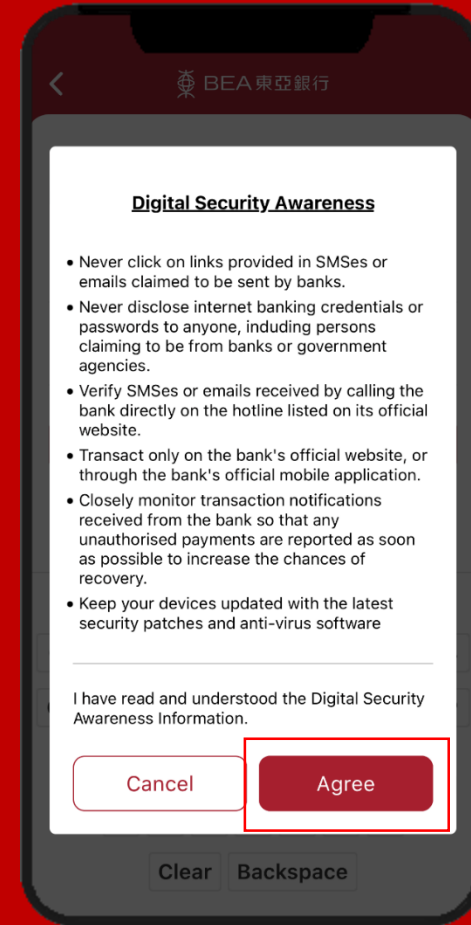 BEA東亞銀行
Digital Security Awareness
• Never click on links provided in SMSes or
emails claimed to be sent by banks.
• Never disclose internet banking credentials or
passwords to anyone, including persons
claiming to be from banks or government
agencies.
• Verify SMSes or emails received by calling the
bank directly on the hotline listed on its official
website.
• Transact only on the bank's official website, or
through the bank's official mobile application.
• Closely monitor transaction notifications
received from the bank so that any
unauthorised payments are reported as soon
as possible to increase the chances of
recovery.
• Keep your devices updated with the latest
security patches and anti-virus software
I have read and understood the Digital Security
Awareness Information.
Cancel Agree
Clear Backspace